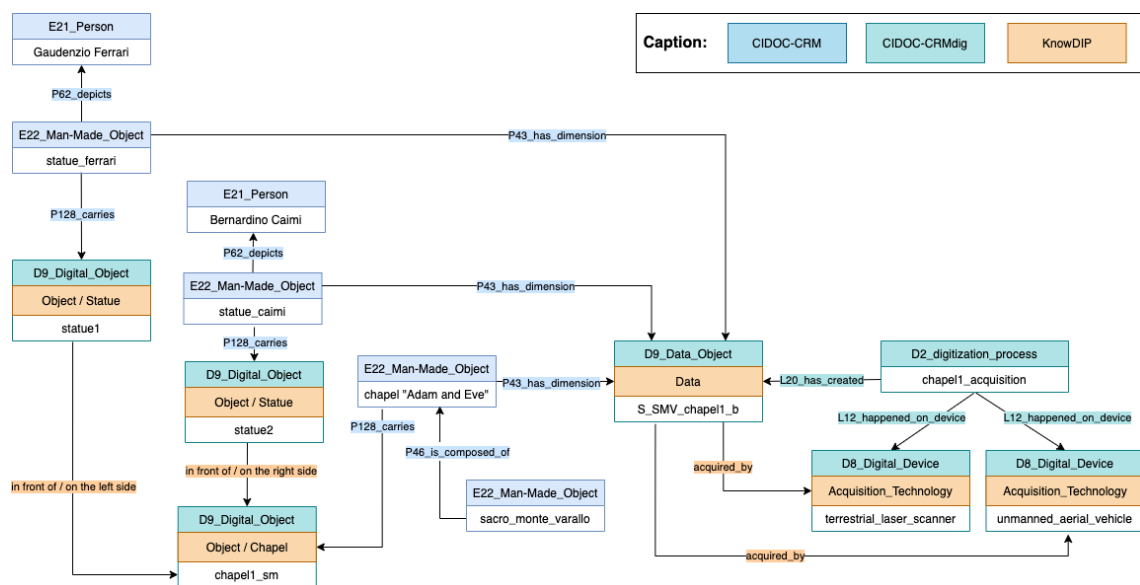 E21_Person
Gaudenzio Ferrari
Caption:
CIDOC-CRM
CIDOC-CRMdig
KnowDIP
P62_depicts
E22_Man-Made_Object
statue_ferrari
P43_has_dimension
P128_carries
E21_Person
Bernardino Caimi
P62_depicts
D9_Digital_Object
Object / Statue
statue1
E22_Man-Made_Object
statue_caimi
P43_has_dimension
P128_carries
D9_Digital_Object
Object / Statue
statue2
E22_Man-Made_Object
chapel "Adam and Eve"
P43_has_dimension
D9_Data_Object
Data
S_SMV_chapel1_b
L20_has_created
D2_digitization_process
chapel1_acquisition
P128_carries
P46_is_composed_of
L12_happened_on_device
L12_happened_on_device
in front of / on the left side
in front of / on the right side
acquired_by
D8_Digital_Device
Acquisition_Technology
terrestrial_laser_scanner
D8_Digital_Device
Acquisition_Technology
unmanned_aerial_vehicle
E22_Man-Made_Object
sacro_monte_varallo
D9_Digital_Object
Object / Chapel
chapel1_sm
acquired_by